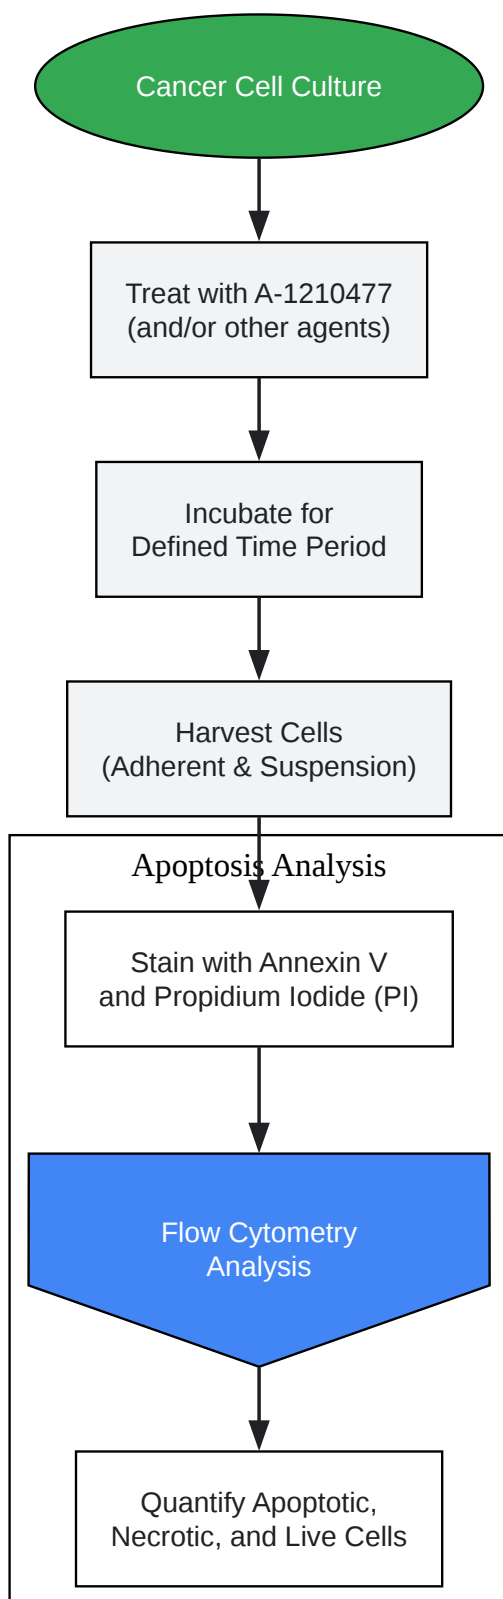 Cancer Cell Culture
Treat with A-1210477
(and/or other agents)
Incubate for
Defined Time Period
Harvest Cells
(Adherent & Suspension)
Apoptosis Analysis
Stain with Annexin V
and Propidium Iodide (PI)
Flow Cytometry
Analysis
Quantify Apoptotic,
Necrotic, and Live Cells